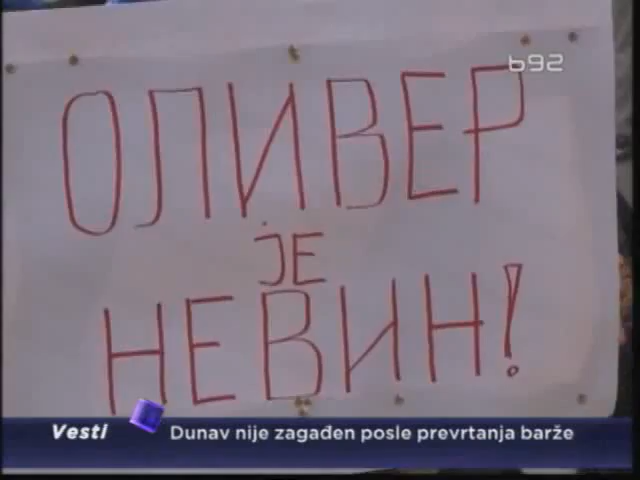 b92
ОЛИВЕР
ЈЕ
НЕВИН!
Vesti
Dunav nije zagađen posle prevrtanja barže